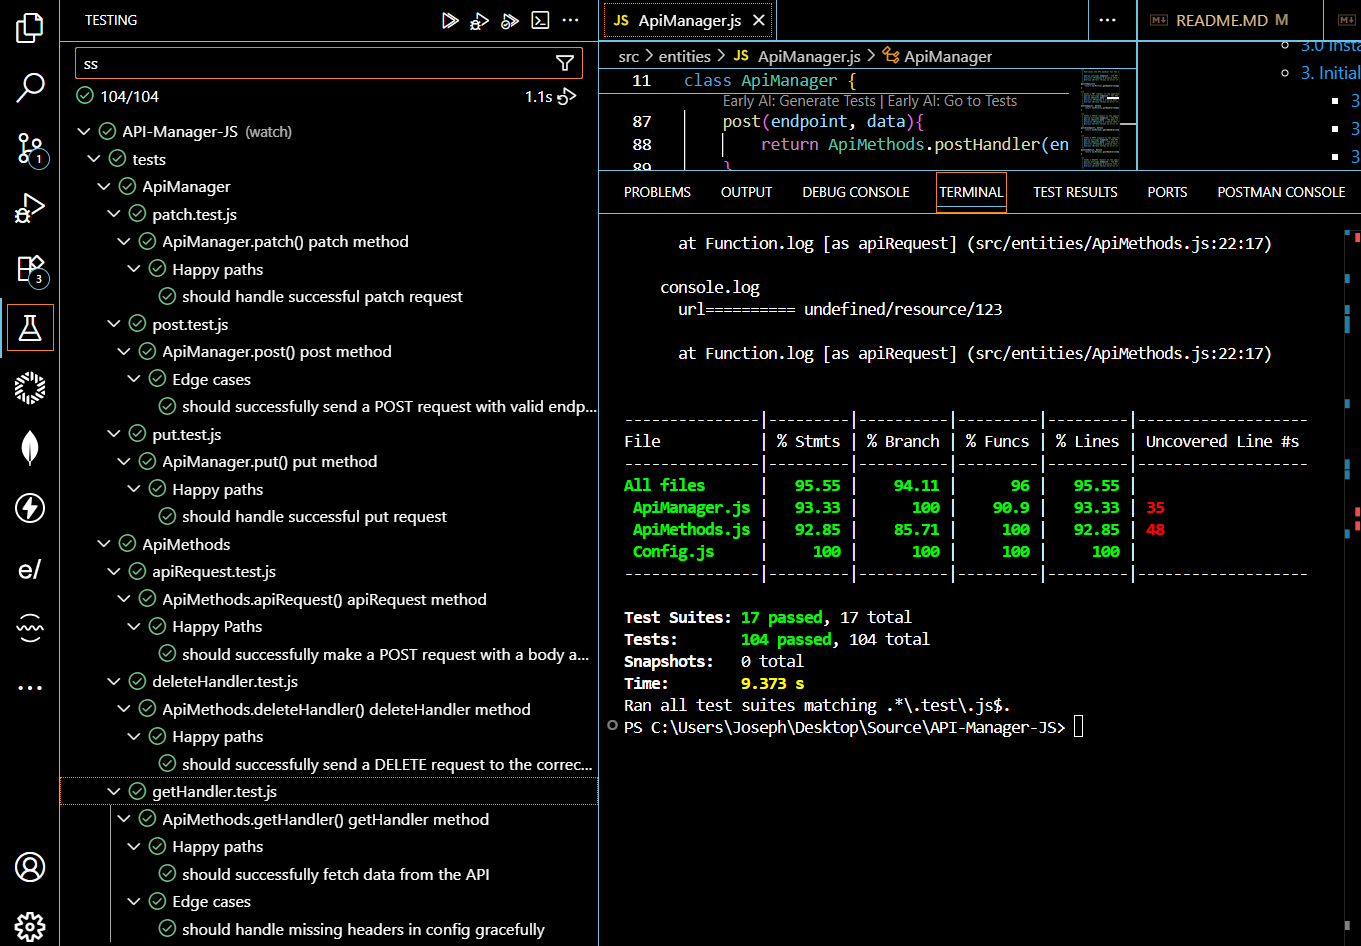 TESTING
ss
104/104
1.1s
API-Manager-JS (watch)
tests
ApiManager
patch.test.js
ApiManager.patch() patch method
Happy paths
should handle successful patch request
post.test.js
ApiManager.post() post method
Edge cases
should successfully send a POST request with valid endp...
put.test.js
ApiManager.put() put method
Happy paths
should handle successful put request
ApiMethods
apiRequest.test.js
ApiMethods.apiRequest() apiRequest method
Happy Paths
should successfully make a POST request with a body a...
deleteHandler.test.js
ApiMethods.deleteHandler() deleteHandler method
Happy paths
should successfully send a DELETE request to the correc...
getHandler.test.js
ApiMethods.getHandler() getHandler method
Happy paths
should successfully fetch data from the API
Edge cases
should handle missing headers in config gracefully
1
3
e/
JS ApiManager.js
README.MD M
src > entities > JS ApiManager.js > ApiManager
11 class ApiManager {
Early AI: Generate Tests | Early AI: Go to Tests
87 post(endpoint, data){
88 return ApiMethods.postHandler(en
89 }
3.0 Insta
3. Initial
3
3
3
PROBLEMS OUTPUT DEBUG CONSOLE TERMINAL TEST RESULTS PORTS POSTMAN CONSOLE
at Function.log [as apiRequest] (src/entities/ApiMethods.js:22:17)
console.log
url========== undefined/resource/123
at Function.log [as apiRequest] (src/entities/ApiMethods.js:22:17)
---------------|---------|----------|---------|---------|-------------------
File | % Stmts | % Branch | % Funcs | % Lines | Uncovered Line #s
---------------|---------|----------|---------|---------|-------------------
All files | 95.55 | 94.11 | 96 | 95.55 |
ApiManager.js | 93.33 | 100 | 90.9 | 93.33 | 35
ApiMethods.js | 92.85 | 85.71 | 100 | 92.85 | 48
Config.js | 100 | 100 | 100 | 100 |
---------------|---------|----------|---------|---------|-------------------
Test Suites: 17 passed, 17 total
Tests: 104 passed, 104 total
Snapshots: 0 total
Time: 9.373 s
Ran all test suites matching .*\.test\.js$.
PS C:\Users\Joseph\Desktop\Source\API-Manager-JS>